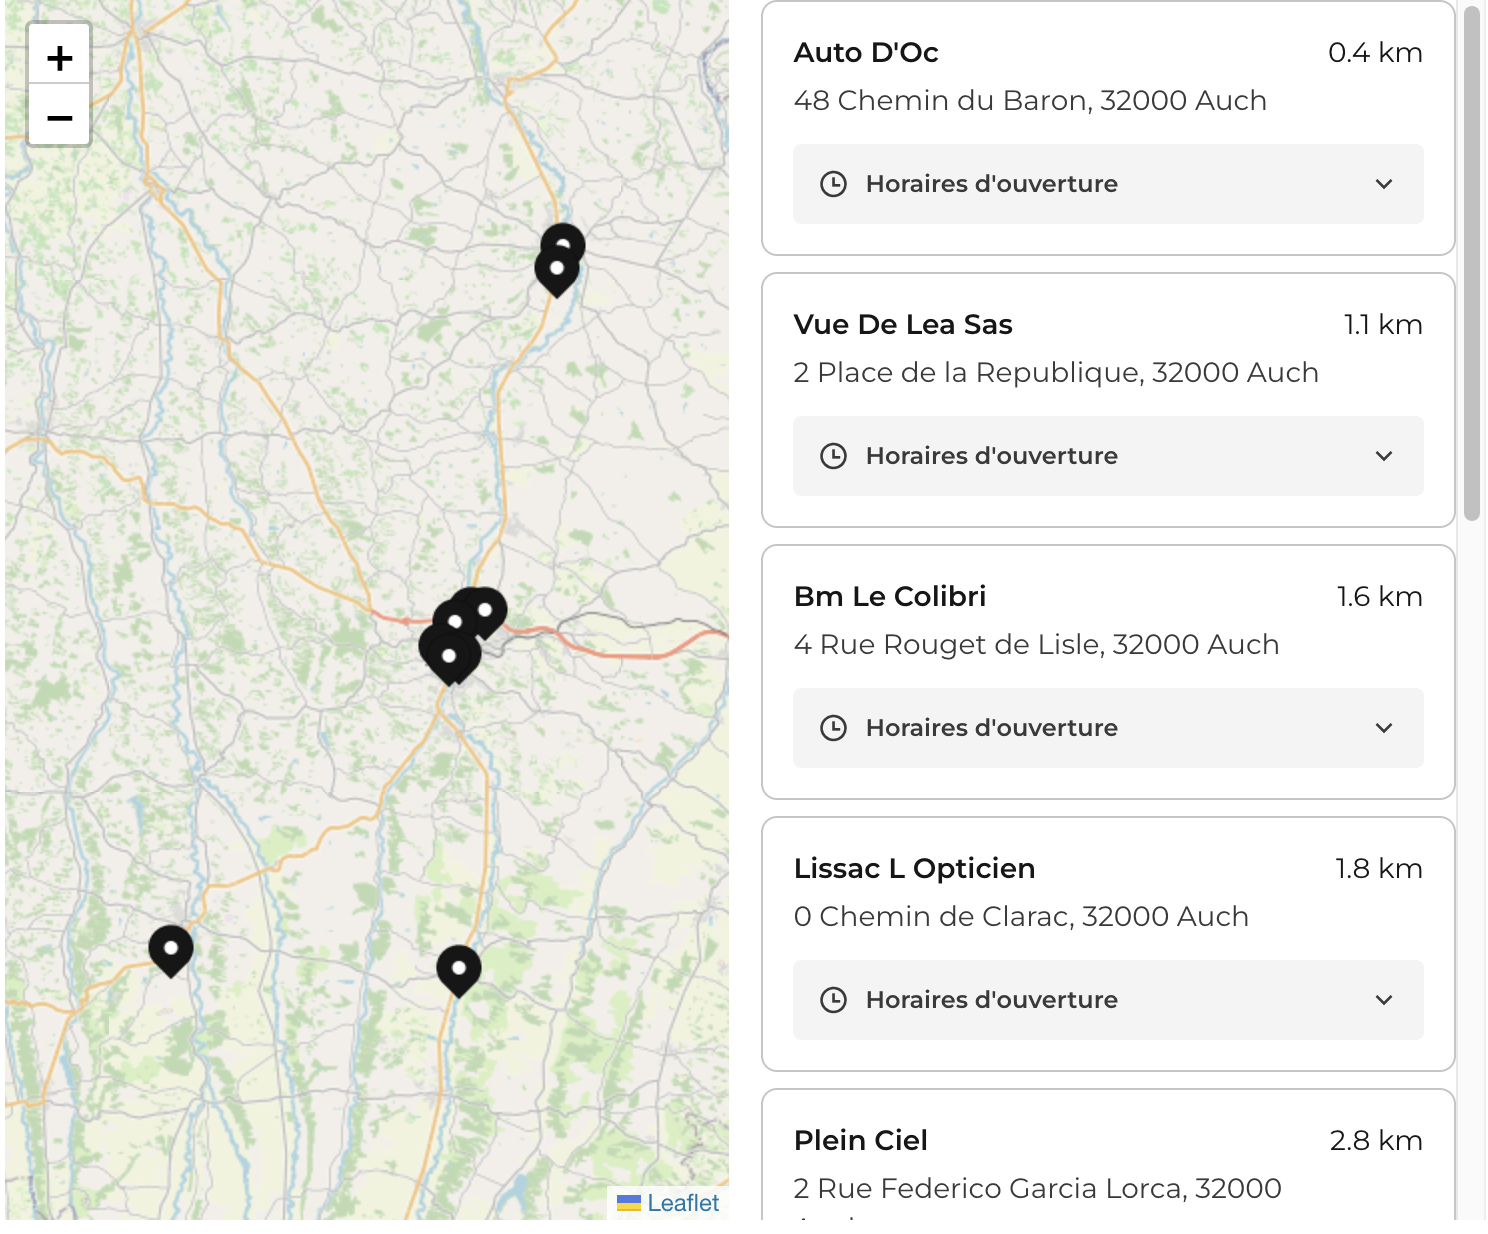 +
−
Leaflet
Auto D'Oc
0.4 km
48 Chemin du Baron, 32000 Auch
Horaires d'ouverture
Vue De Lea Sas
1.1 km
2 Place de la Republique, 32000 Auch
Horaires d'ouverture
Bm Le Colibri
1.6 km
4 Rue Rouget de Lisle, 32000 Auch
Horaires d'ouverture
Lissac L Opticien
1.8 km
0 Chemin de Clarac, 32000 Auch
Horaires d'ouverture
Plein Ciel
2.8 km
2 Rue Federico Garcia Lorca, 32000